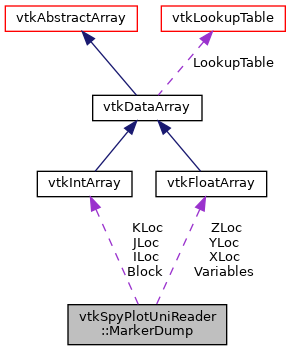 vtkAbstractArray
vtkLookupTable
LookupTable
vtkDataArray
vtkIntArray
vtkFloatArray
KLoc
JLoc
ILoc
Block
ZLoc
YLoc
XLoc
Variables
vtkSpyPlotUniReader
::MarkerDump